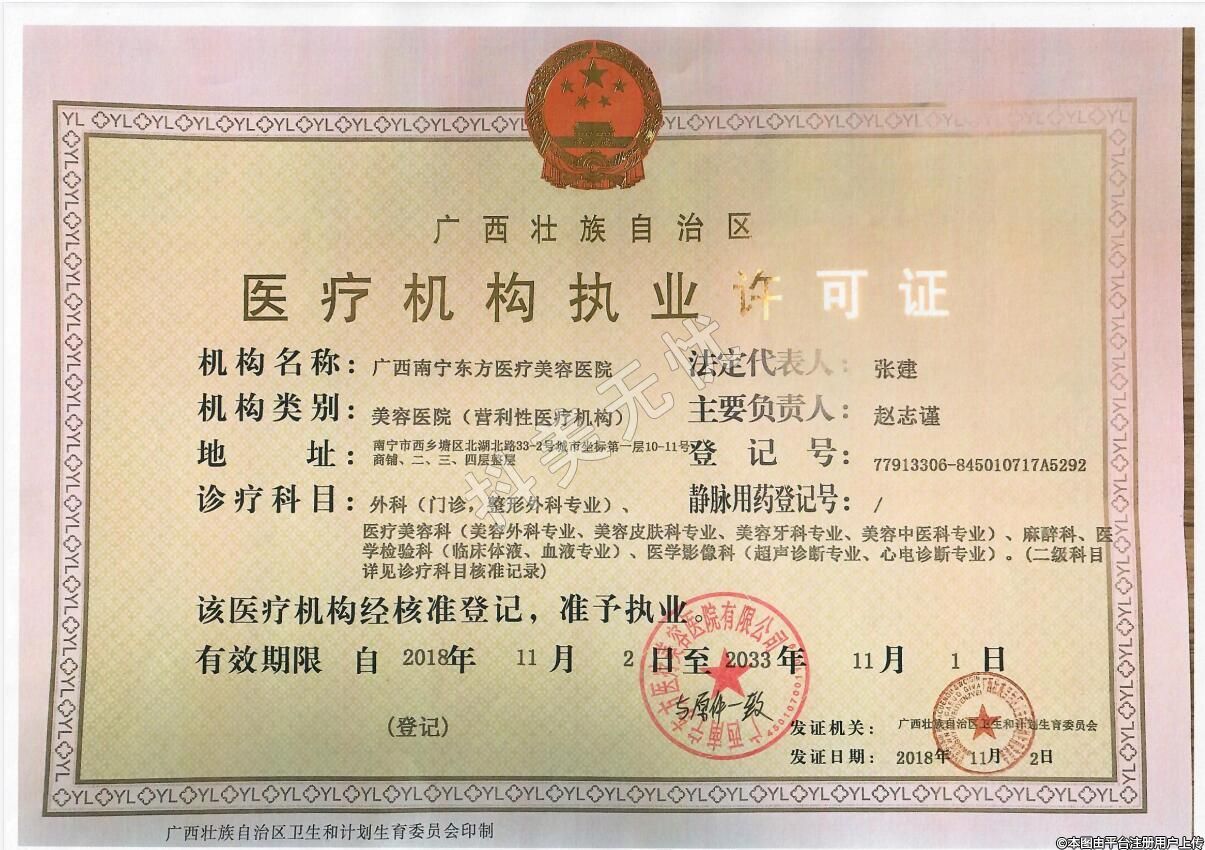 广西壮族自治区
医疗机构执业许可证
机构名称：广西南宁东方医疗美容医院
法定代表人：张建
机构类别：美容医院（营利性医疗机构）
主要负责人：赵志谨
地 址：南宁市西乡塘区北湖北路33-2号城市坐标第一层10-11号
商铺、二、三、四层整层
登 记 号：77913306-845010717A5292
诊疗科目：外科（门诊，整形外科专业）、
静脉用药登记号：/
医疗美容科（美容外科专业、美容皮肤科专业、美容牙科专业、美容中医科专业）、麻醉科、医
学检验科（临床体液、血液专业）、医学影像科（超声诊断专业、心电诊断专业）。(二级科目
详见诊疗科目核准记录)
该医疗机构经核准登记，准予执业。
有效期限 自 2018年 11月 2日至2033年 11月 1日
(登记)
与原件一致
医疗美容医院有限公司
发证机关：广西壮族自治区卫生和计划生育委员会
发证日期：2018年 11月 2日
广西壮族自治区卫生和计划生育委员会印制
抖美无忧
©本图由平台注册用户上传